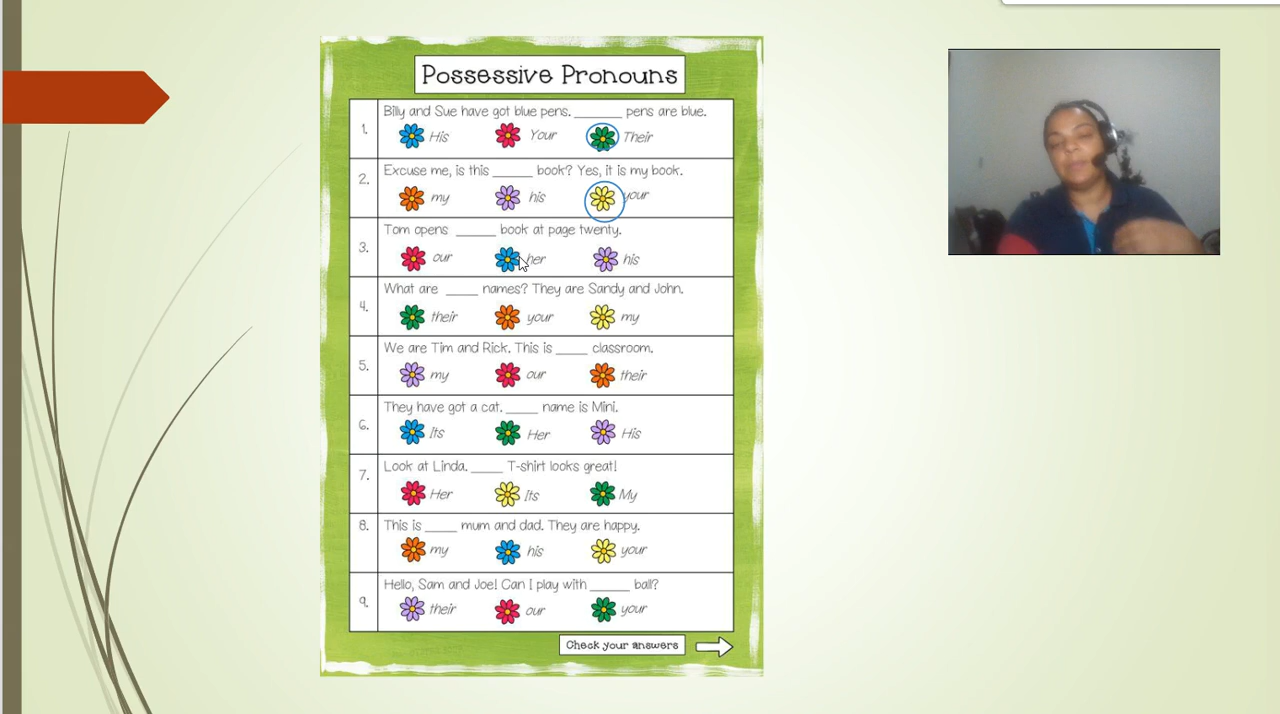 Possessive Pronouns
1. Billy and Sue have got blue pens. ______ pens are blue.
His Your Their
2. Excuse me, is this _____ book? Yes, it is my book.
my his your
3. Tom opens _____ book at page twenty.
our her his
4. What are ____ names? They are Sandy and John.
their your my
5. We are Tim and Rick. This is ____ classroom.
my our their
6. They have got a cat. ____ name is Mini.
Its Her His
7. Look at Linda. ____ T-shirt looks great!
Her Its My
8. This is ____ mum and dad. They are happy.
my his your
9. Hello, Sam and Joe! Can I play with _____ ball?
their our your
Check your answers